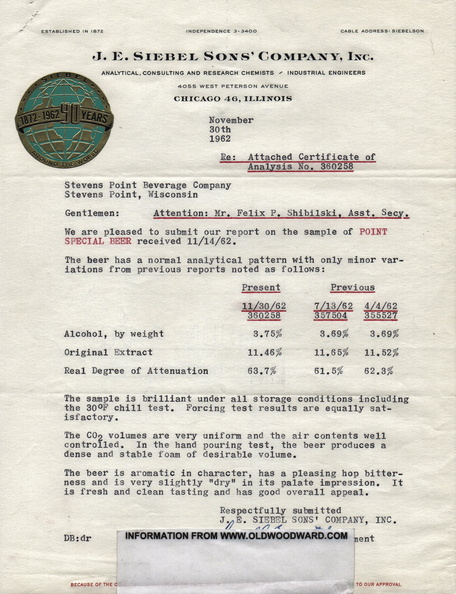 ESTABLISHED IN 1872 INDEPENDENCE 3-3400 CABLE ADDRESS: SIEBELSON
J. E. SIEBEL SONS' COMPANY, INC.
ANALYTICAL, CONSULTING AND RESEARCH CHEMISTS / INDUSTRIAL ENGINEERS
4055 WEST PETERSON AVENUE
CHICAGO 46, ILLINOIS
1872-1962 90 YEARS
November
30th
1962
Re: Attached Certificate of
Analysis No. 360258
Stevens Point Beverage Company
Stevens Point, Wisconsin
Gentlemen: Attention: Mr. Felix P. Shibilski, Asst. Secy.
We are pleased to submit our report on the sample of POINT
SPECIAL BEER received 11/14/62.
The beer has a normal analytical pattern with only minor var-
iations from previous reports noted as follows:
Present Previous
11/30/62 7/13/62 4/4/62
360258 357504 355527
Alcohol, by weight 3.75% 3.69% 3.69%
Original Extract 11.46% 11.65% 11.52%
Real Degree of Attenuation 63.7% 61.5% 62.3%
The sample is brilliant under all storage conditions including
the 30°F chill test. Forcing test results are equally sat-
isfactory.
The CO2 volumes are very uniform and the air contents well
controlled. In the hand pouring test, the beer produces a
dense and stable foam of desirable volume.
The beer is aromatic in character, has a pleasing hop bitter-
ness and is very slightly "dry" in its palate impression. It
is fresh and clean tasting and has good overall appeal.
Respectfully submitted
J. E. SIEBEL SONS' COMPANY, INC.
DB:dr
INFORMATION FROM WWW.OLDWOODWARD.COM
ment
BECAUSE OF THE TO OUR APPROVAL.